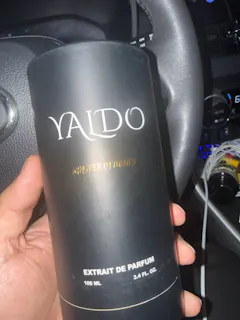 YALDO
EXTRAIT DE PARFUM
100 ML 3.4 FL. OZ.